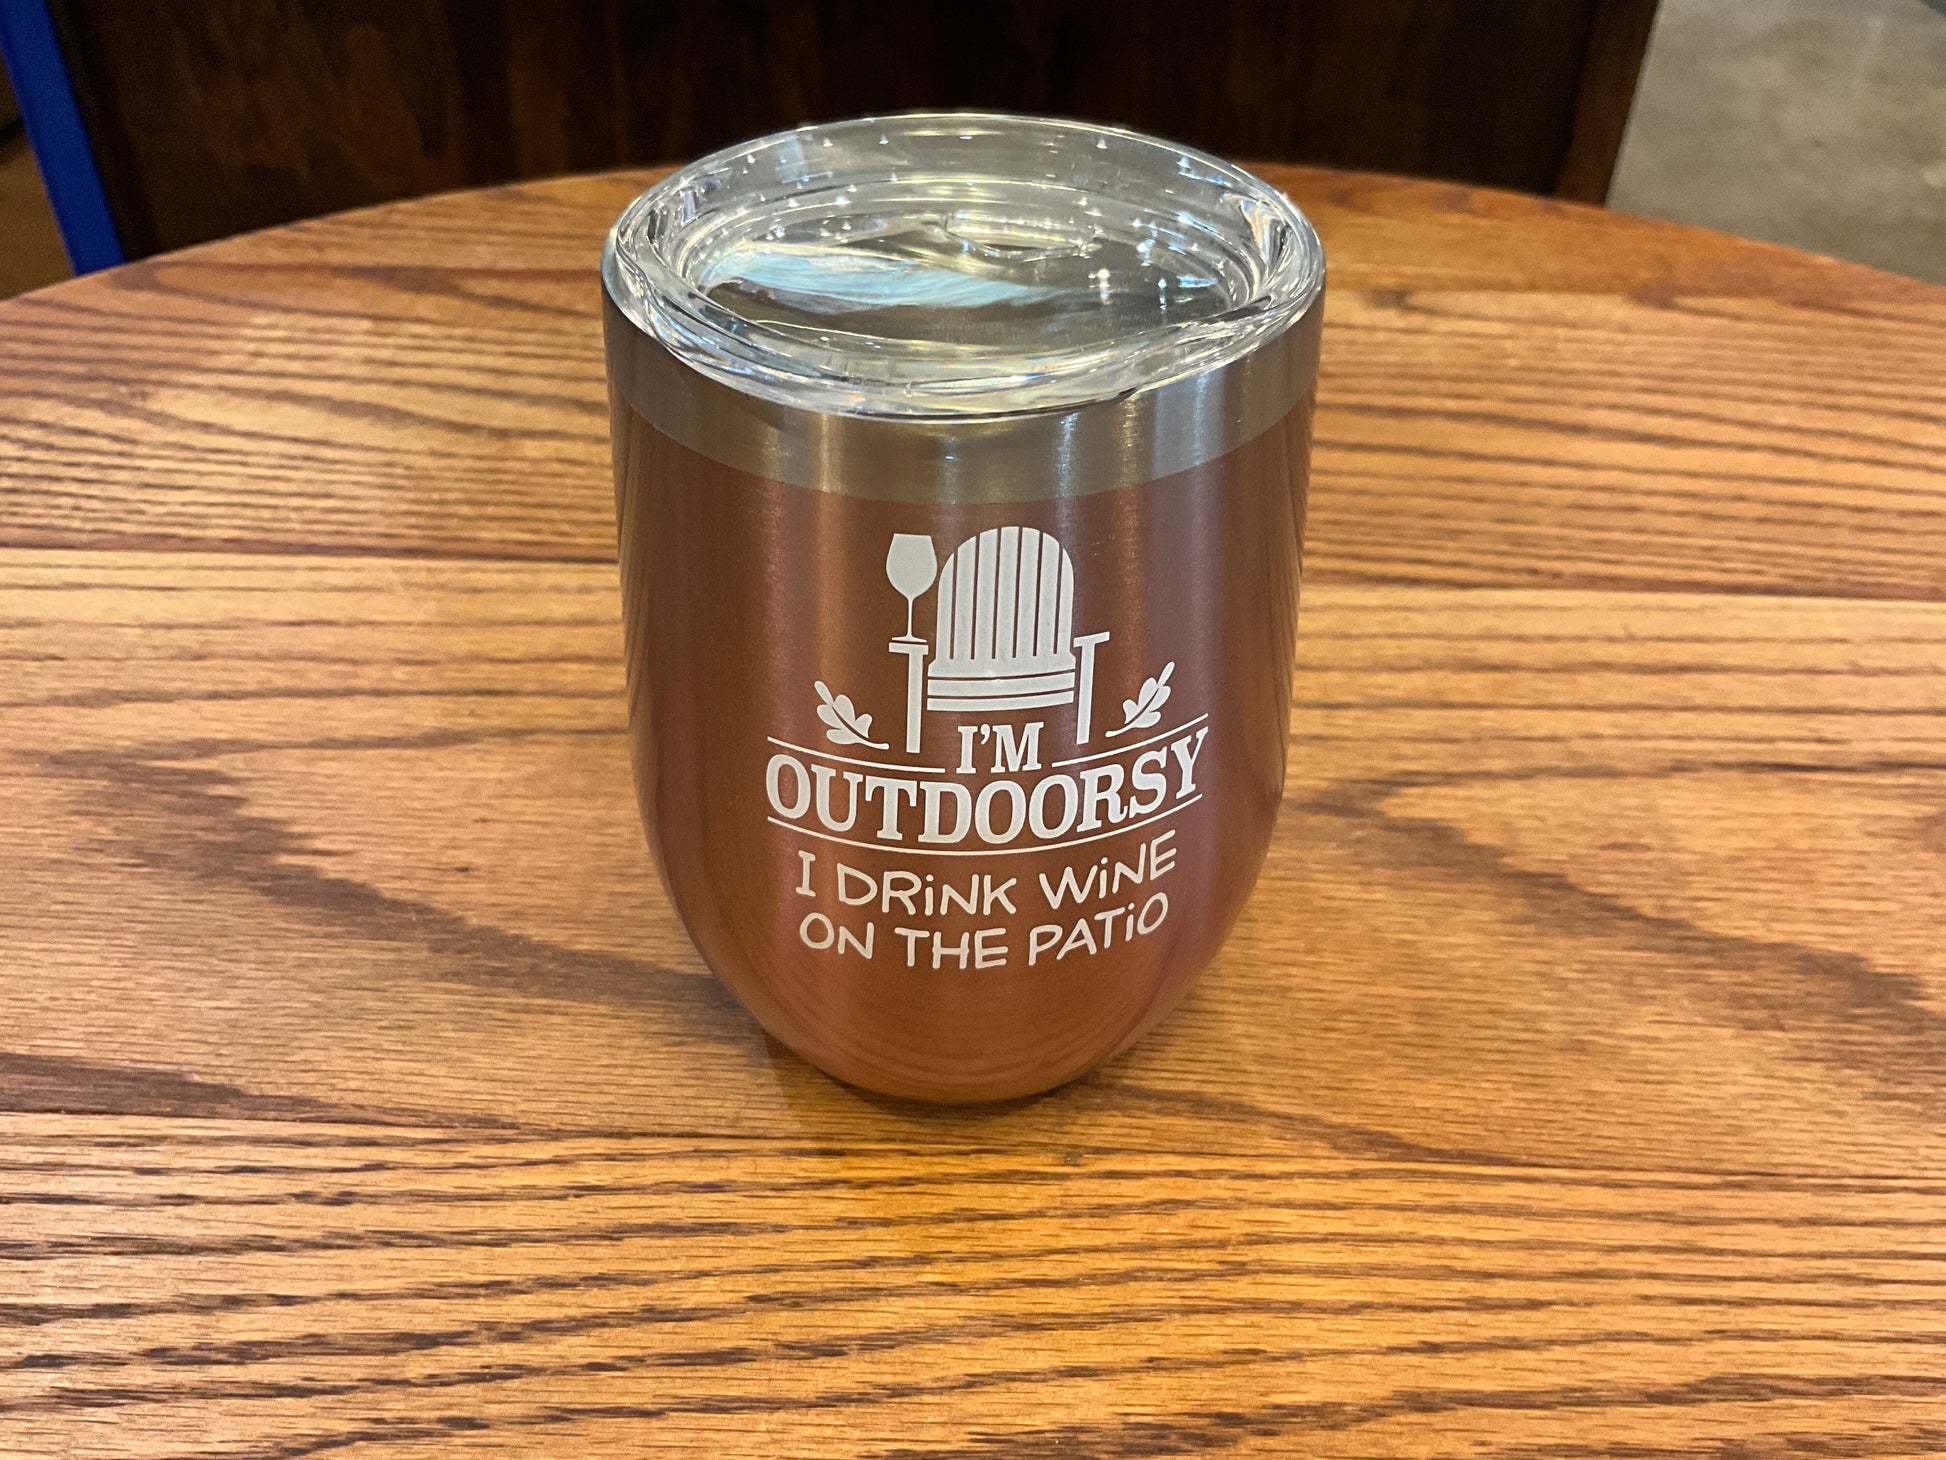 I'M
OUTDOORSY
I DRiNK WiNE
ON THE PATiO